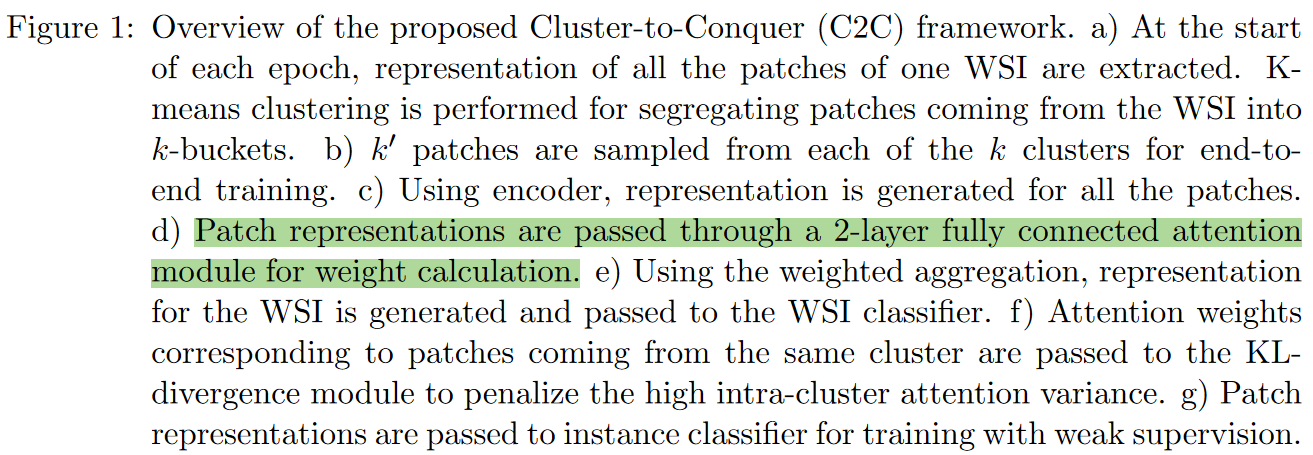 Figure 1: Overview of the proposed Cluster-to-Conquer (C2C) framework. a) At the start
of each epoch, representation of all the patches of one WSI are extracted. K-
means clustering is performed for segregating patches coming from the WSI into
k-buckets. b) k′ patches are sampled from each of the k clusters for end-to-
end training. c) Using encoder, representation is generated for all the patches.
d) Patch representations are passed through a 2-layer fully connected attention
module for weight calculation. e) Using the weighted aggregation, representation
for the WSI is generated and passed to the WSI classifier. f) Attention weights
corresponding to patches coming from the same cluster are passed to the KL-
divergence module to penalize the high intra-cluster attention variance. g) Patch
representations are passed to instance classifier for training with weak supervision.